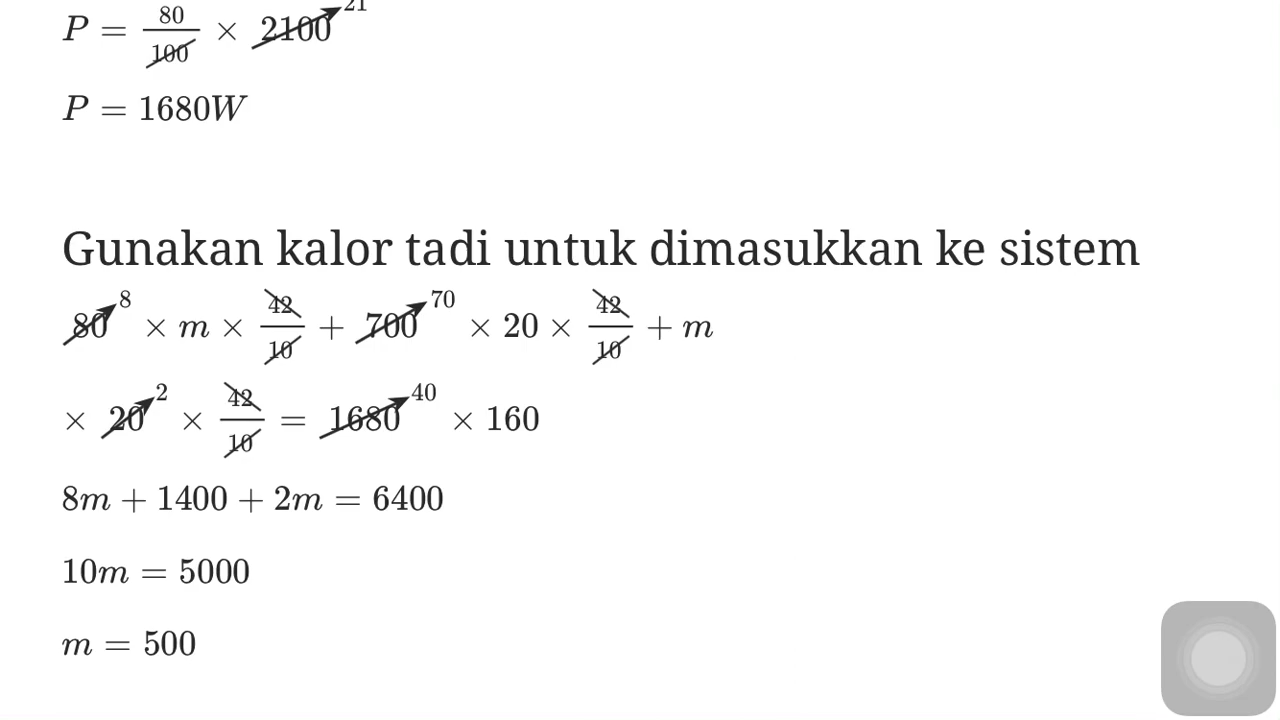 P = 80/100 × 2100 21
P = 1680W
Gunakan kalor tadi untuk dimasukkan ke sistem
80 8 × m × 42/10 + 700 70 × 20 × 42/10 + m
× 20 2 × 42/10 = 1680 40 × 160
8m + 1400 + 2m = 6400
10m = 5000
m = 500